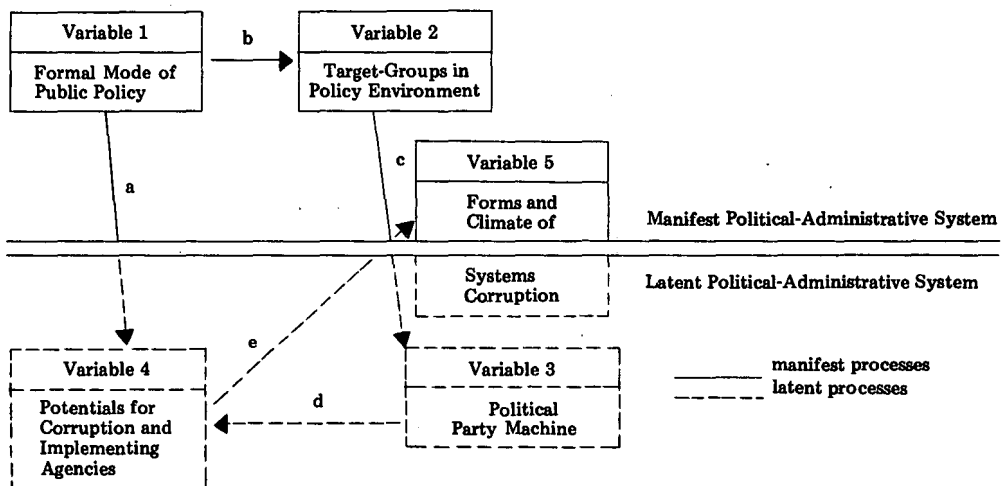 Variable 1
Formal Mode of
Public Policy
b
Variable 2
Target-Groups in
Policy Environment
a
c
Variable 5
Forms and
Climate of
Manifest Political-Administrative System
Systems
Corruption
Latent Political-Administrative System
e
Variable 4
Potentials for
Corruption and
Implementing
Agencies
d
Variable 3
Political
Party Machine
manifest processes
latent processes